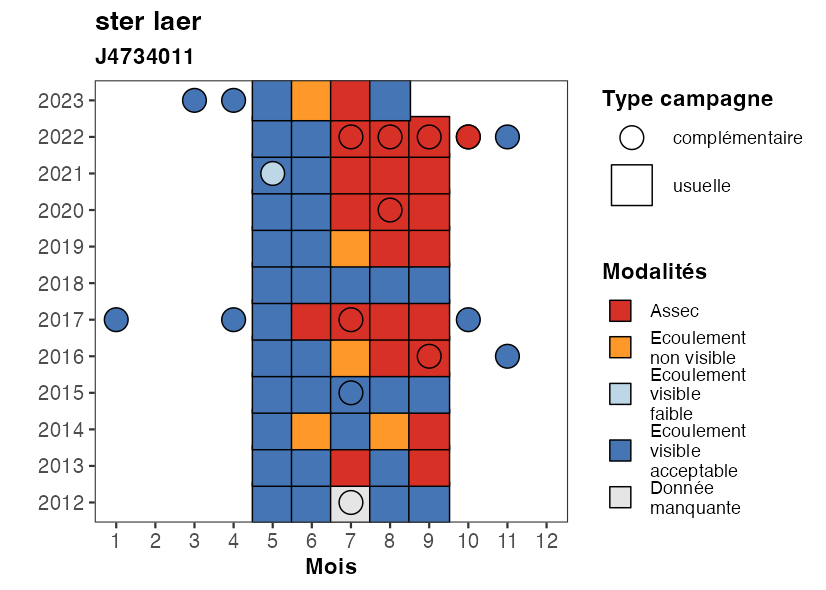 ster laer
J4734011
2023
2022
2021
2020
2019
2018
2017
2016
2015
2014
2013
2012
1 2 3 4 5 6 7 8 9 10 11 12
Mois
Type campagne
complémentaire
usuelle
Modalités
Assec
Ecoulement
non visible
Ecoulement
visible
faible
Ecoulement
visible
acceptable
Donnée
manquante